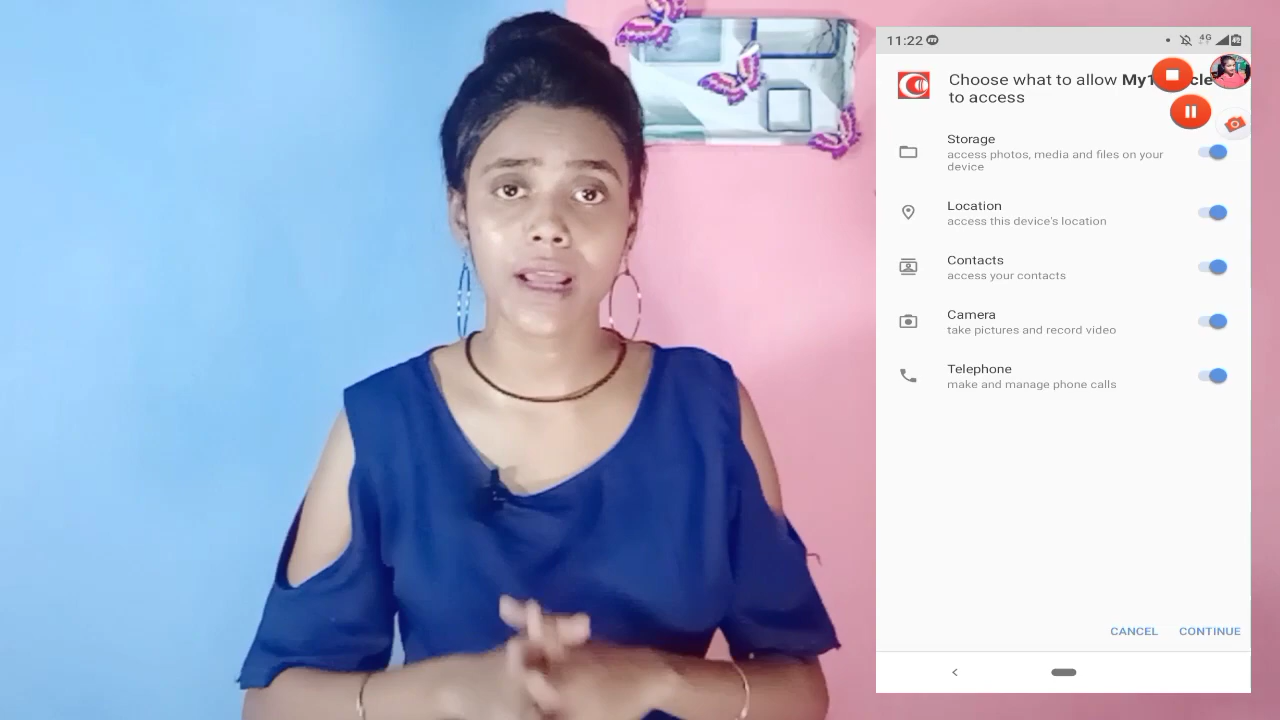 11:22
4G
Choose what to allow
to access
Storage
access photos, media and files on your
device
Location
access this device's location
Contacts
access your contacts
Camera
take pictures and record video
Telephone
make and manage phone calls
CANCEL CONTINUE